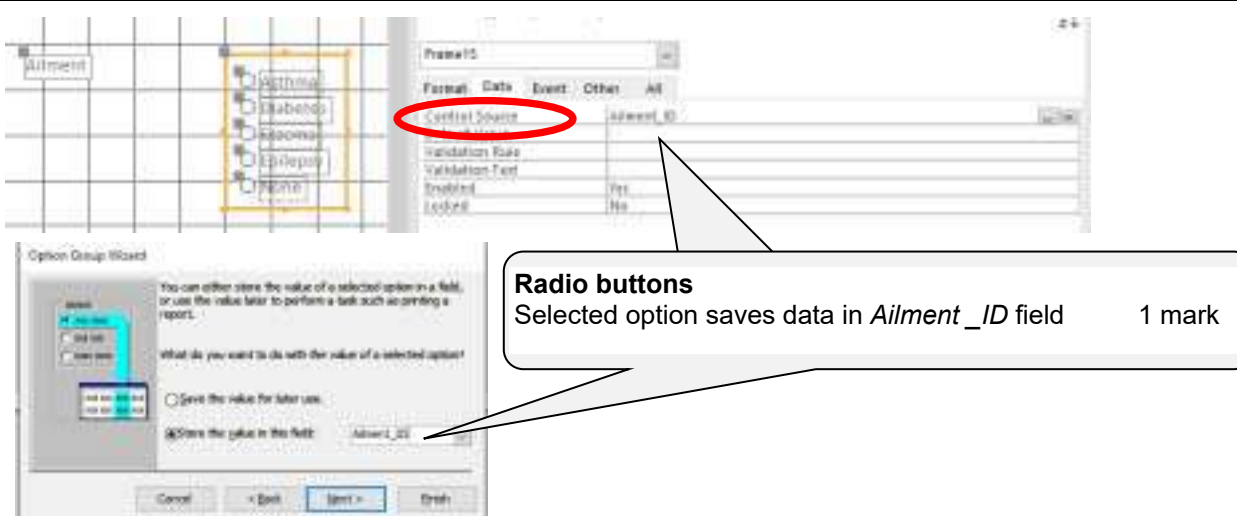 Ailment
Asthma
Diabetes
Eczema
Epilepsy
None
Frame15
Format Data Event Other All
Control Source Ailment_ID
Validation Rule
Validation Text
Enabled Yes
Locked No
Option Group Wizard
You can either store the value of a selected option in a field,
or use the value later to perform a task such as printing a
report.
What do you want to do with the value of a selected option?
Save the value for later use.
Store the value in this field: Ailment_ID
Cancel < Back Next > Finish
Radio buttons
Selected option saves data in Ailment _ID field 1 mark